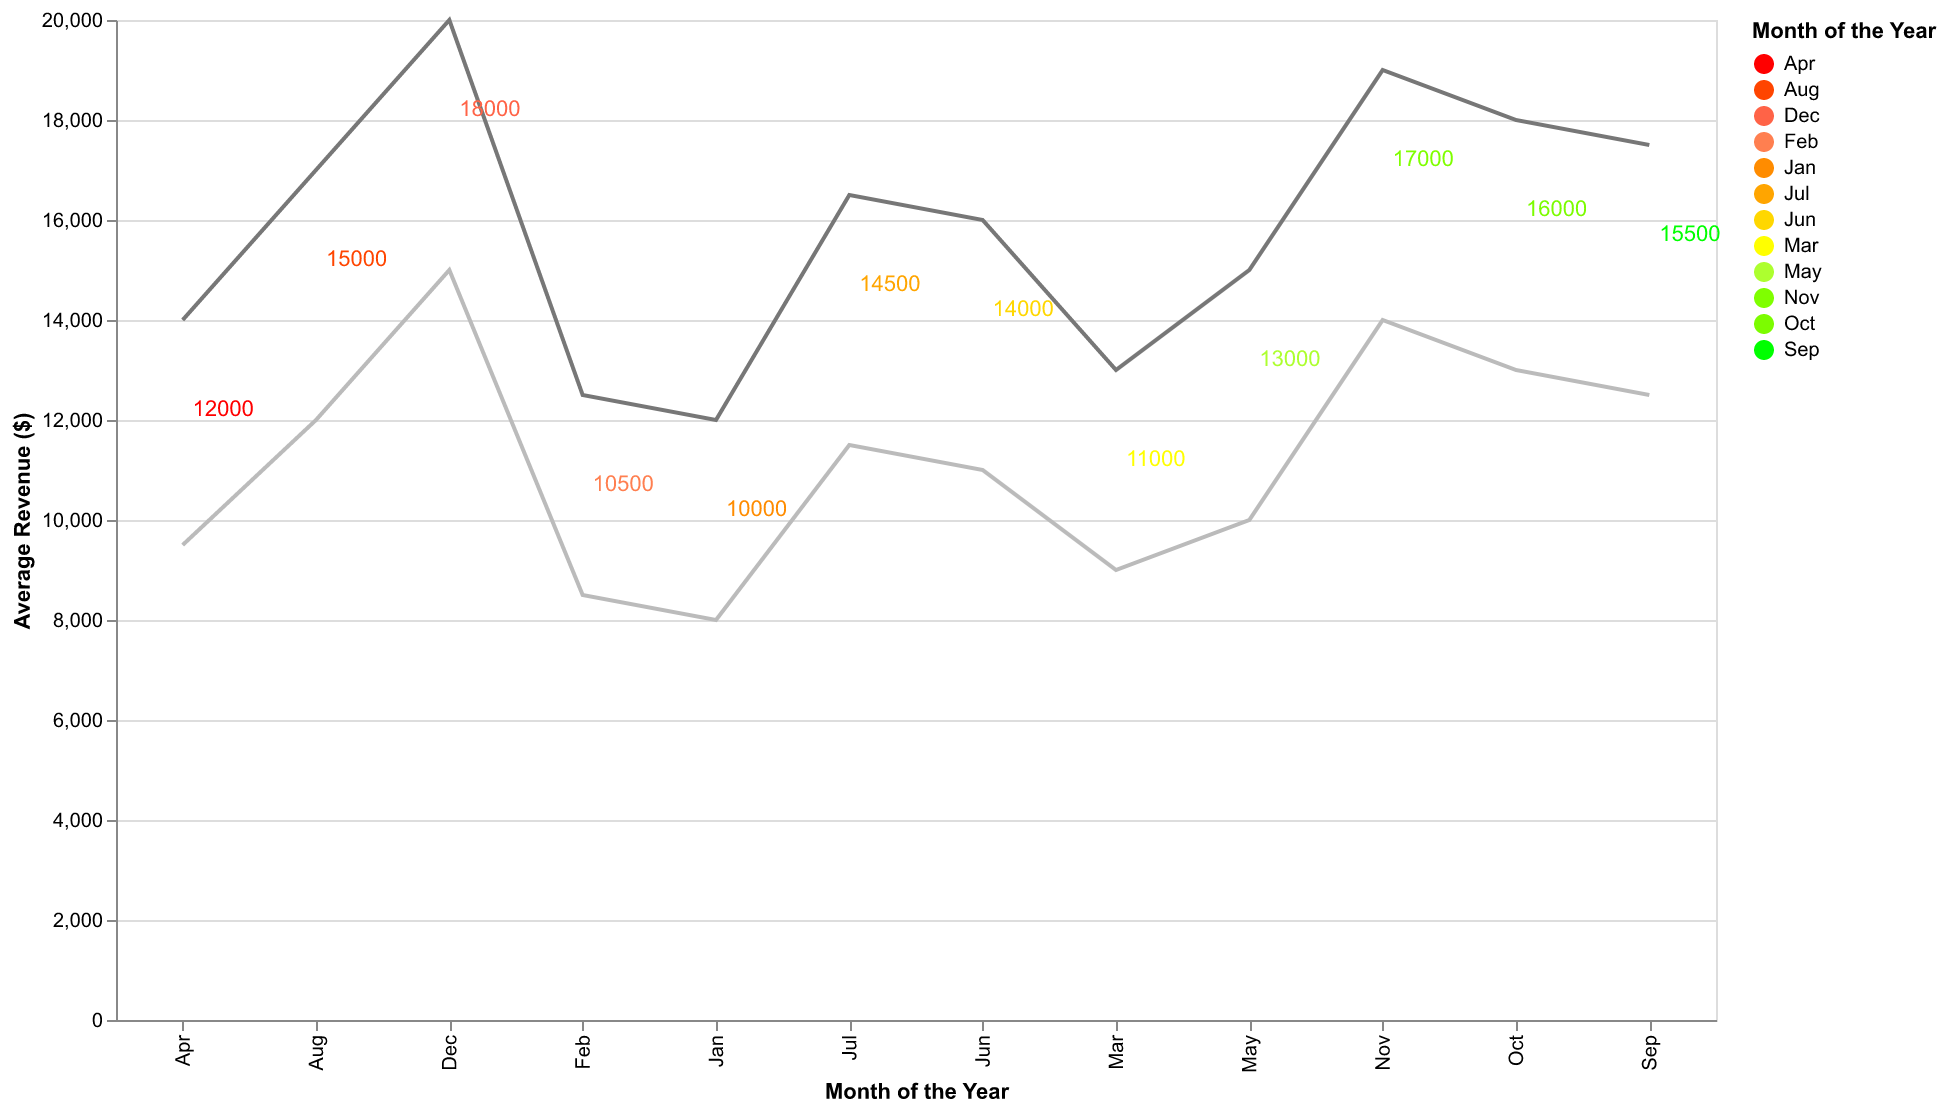 20,000
18,000
16,000
14,000
12,000
10,000
8,000
6,000
4,000
2,000
0
Average Revenue ($)
18000
17000
16000
15500
15000
14500
14000
13000
12000
11000
10500
10000
Apr
Aug
Dec
Feb
Jan
Jul
Jun
Mar
May
Nov
Oct
Sep
Month of the Year
Month of the Year
Apr
Aug
Dec
Feb
Jan
Jul
Jun
Mar
May
Nov
Oct
Sep